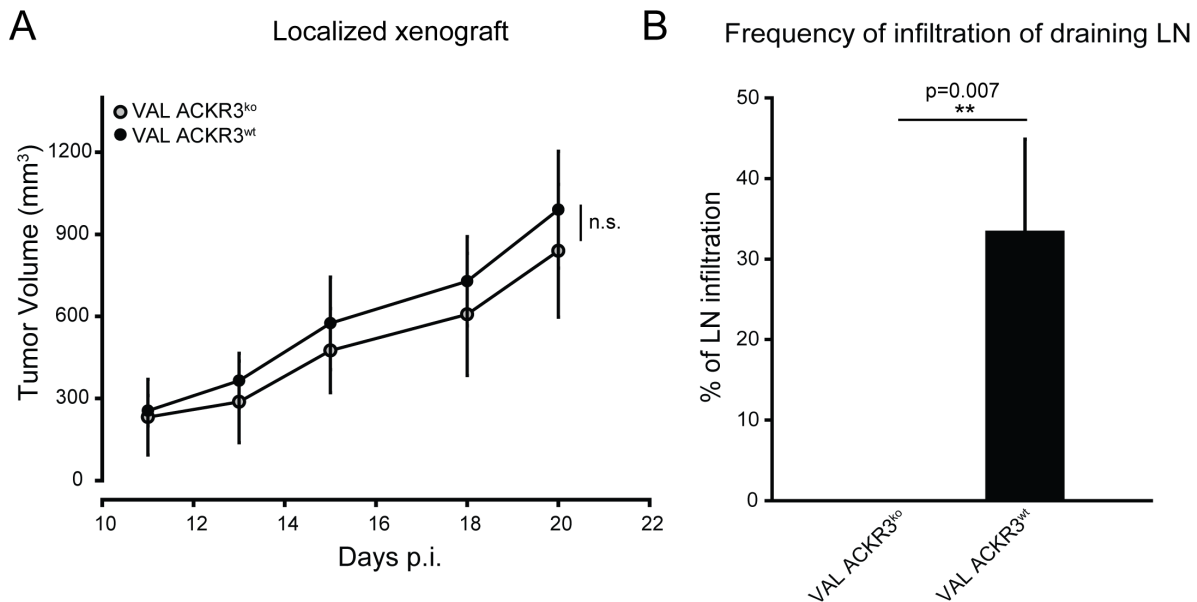 A
Localized xenograft
VAL ACKR3ko
VAL ACKR3wt
Tumor Volume (mm3)
1200
900
600
300
0
n.s.
10 12 14 16 18 20 22
Days p.i.
B
Frequency of infiltration of draining LN
p=0.007
**
% of LN infiltration
50
40
30
20
10
0
VAL ACKR3ko
VAL ACKR3wt